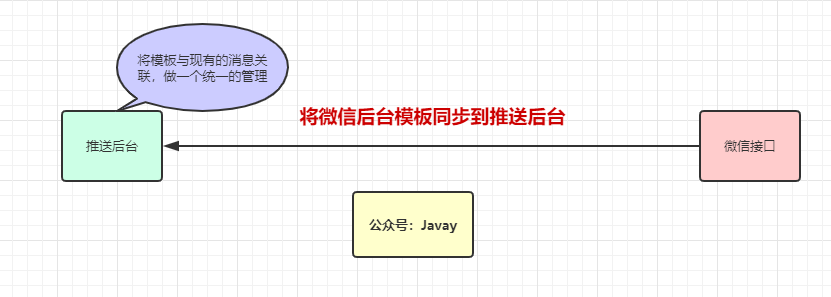 将模板与现有的消息关
联，做一个统一的管理
将微信后台模板同步到推送后台
推送后台
微信接口
公众号：Javay